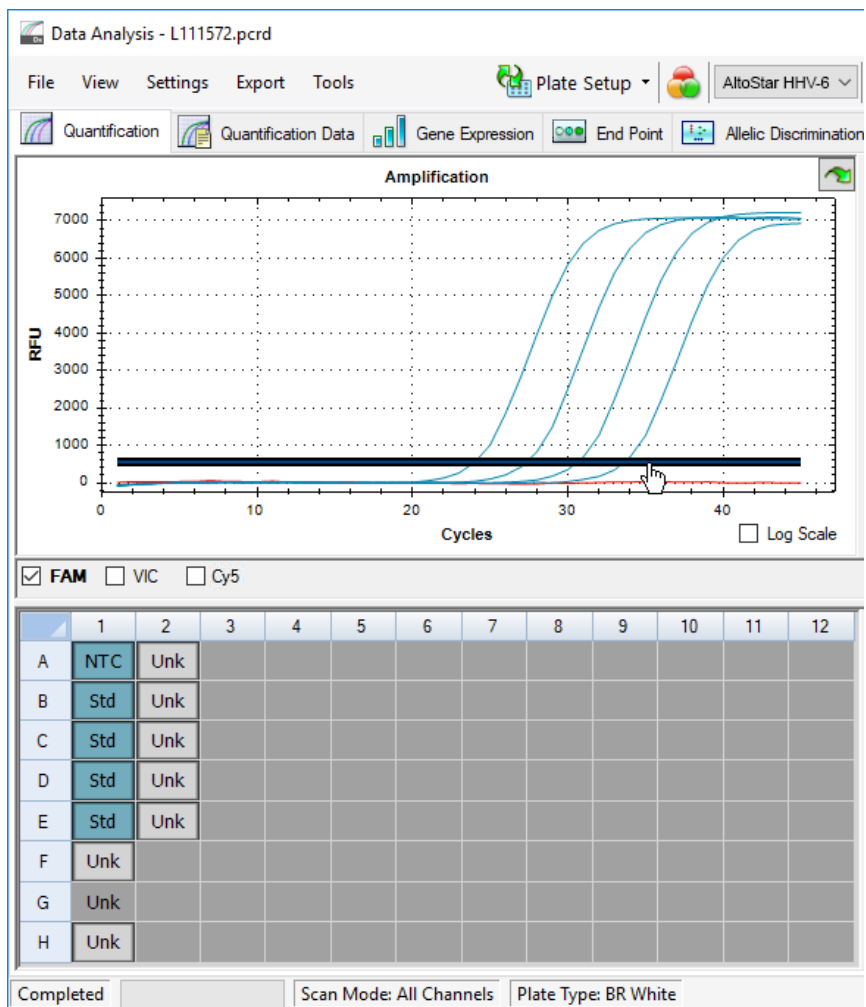 Data Analysis - L111572.pcrd
File View Settings Export Tools Plate Setup AltoStar HHV-6
Quantification Quantification Data Gene Expression End Point Allelic Discrimination
Amplification
7000
6000
5000
4000
3000
2000
1000
0
RFU
0 10 20 30 40
Cycles
Log Scale
FAM VIC Cy5
1 2 3 4 5 6 7 8 9 10 11 12
A NTC Unk
B Std Unk
C Std Unk
D Std Unk
E Std Unk
F Unk
G Unk
H Unk
Completed Scan Mode: All Channels Plate Type: BR White